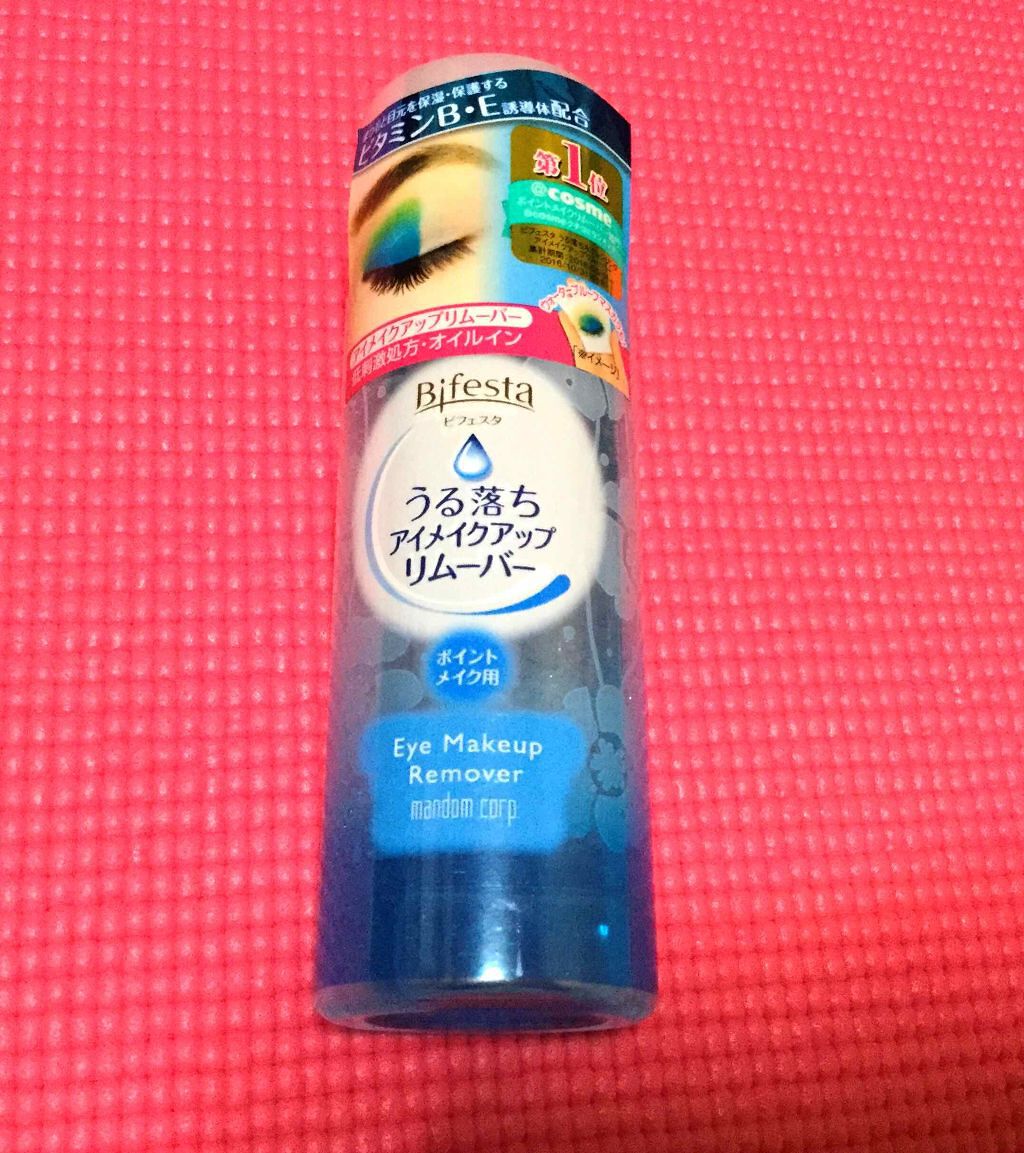 まつ毛と目元を保湿・保護する
ビタミンB・E誘導体配合
第1位
@cosme
アイメイクアップリムーバー
低刺激処方・オイルイン
「※イメージ」
Bifesta
ビフェスタ
うる落ち
アイメイクアップ
リムーバー
ポイント
メイク用
Eye Makeup
Remover
mandom corp.